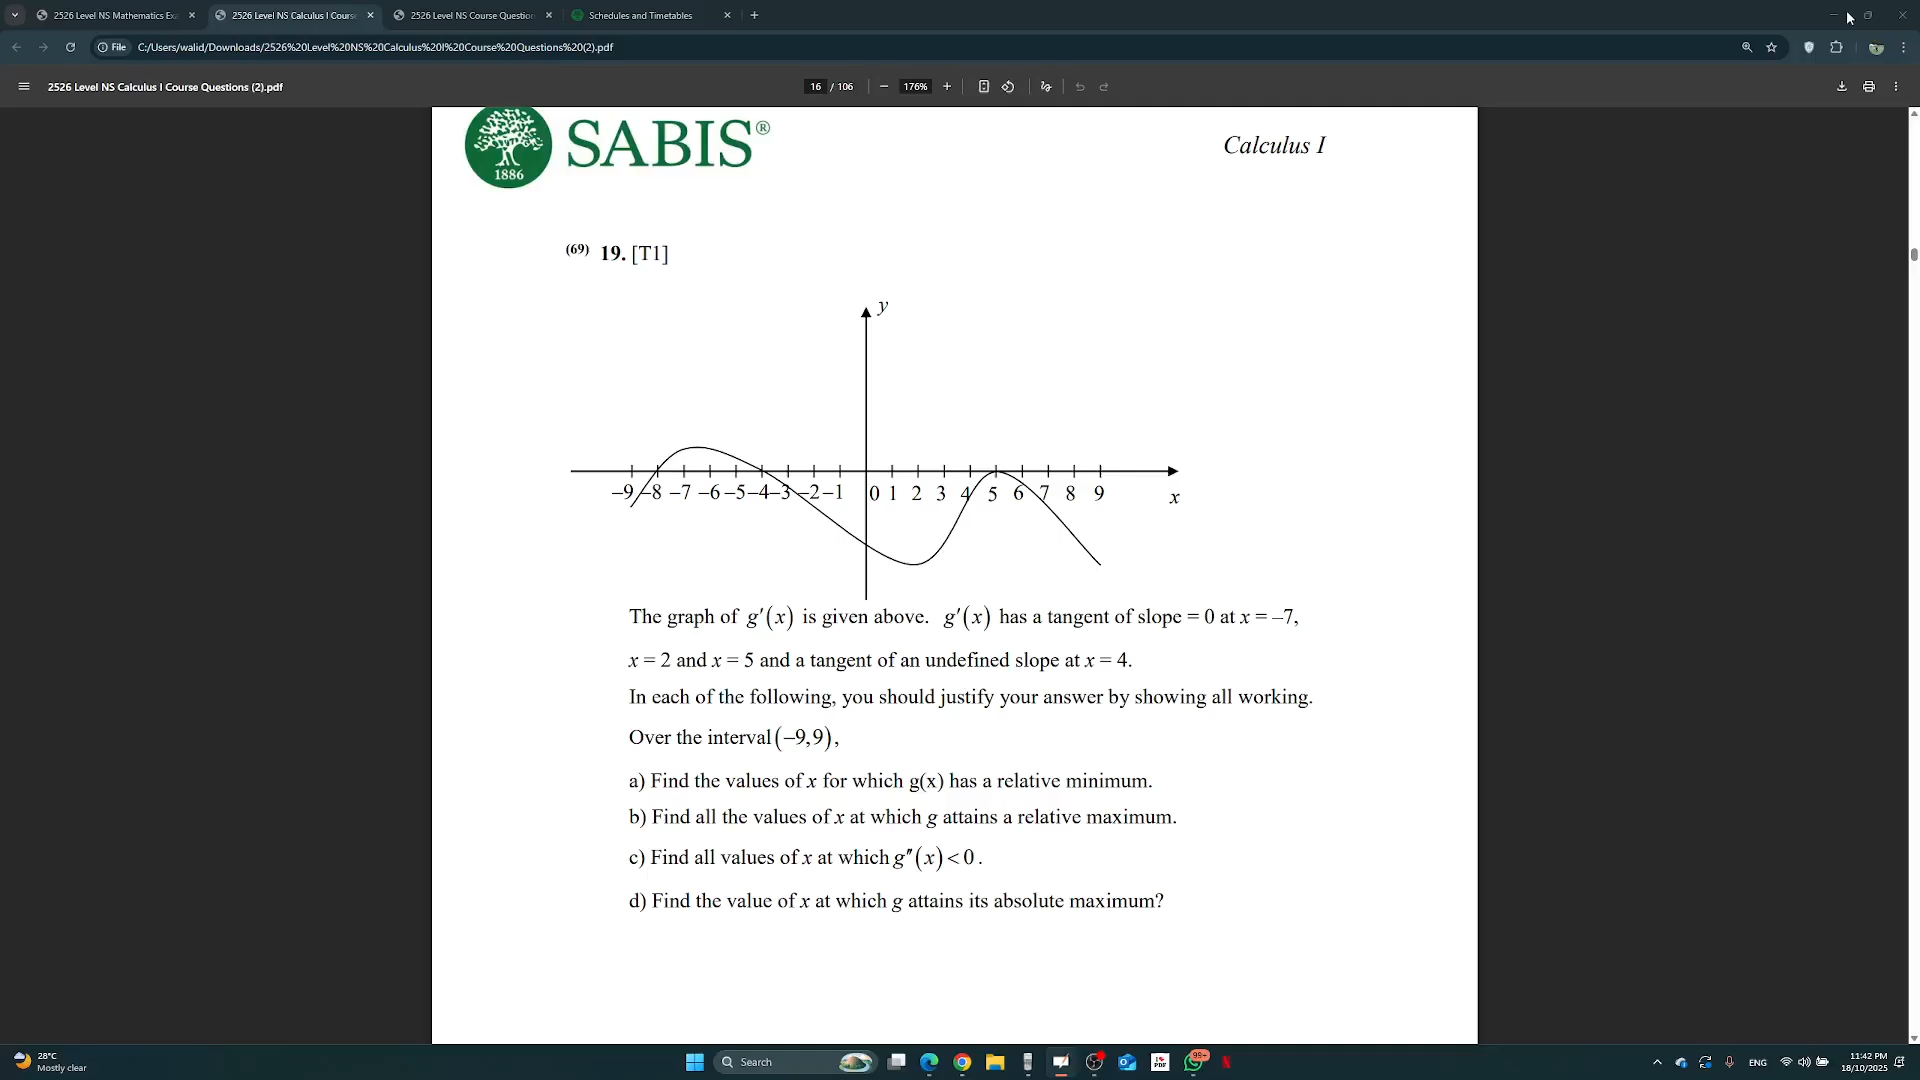 2526 Level NS Mathematics Ex
2526 Level NS Calculus I Cours
2526 Level NS Course Question
Schedules and Timetables
File
C:/Users/walid/Downloads/2526%20Level%20NS%20Calculus%20I%20Course%20Questions%20(2).pdf
2526 Level NS Calculus I Course Questions (2).pdf
16 / 106
176%
SABIS®
1886
Calculus I
(69) 19. [T1]
y
–9 –8 –7 –6 –5 –4 –3 –2 –1 0 1 2 3 4 5 6 7 8 9
x
The graph of g′(x) is given above. g′(x) has a tangent of slope = 0 at x = –7,
x = 2 and x = 5 and a tangent of an undefined slope at x = 4.
In each of the following, you should justify your answer by showing all working.
Over the interval (–9,9),
a) Find the values of x for which g(x) has a relative minimum.
b) Find all the values of x at which g attains a relative maximum.
c) Find all values of x at which g″(x) < 0.
d) Find the value of x at which g attains its absolute maximum?
28°C
Mostly clear
Search
99+
ENG
11:42 PM
18/10/2025